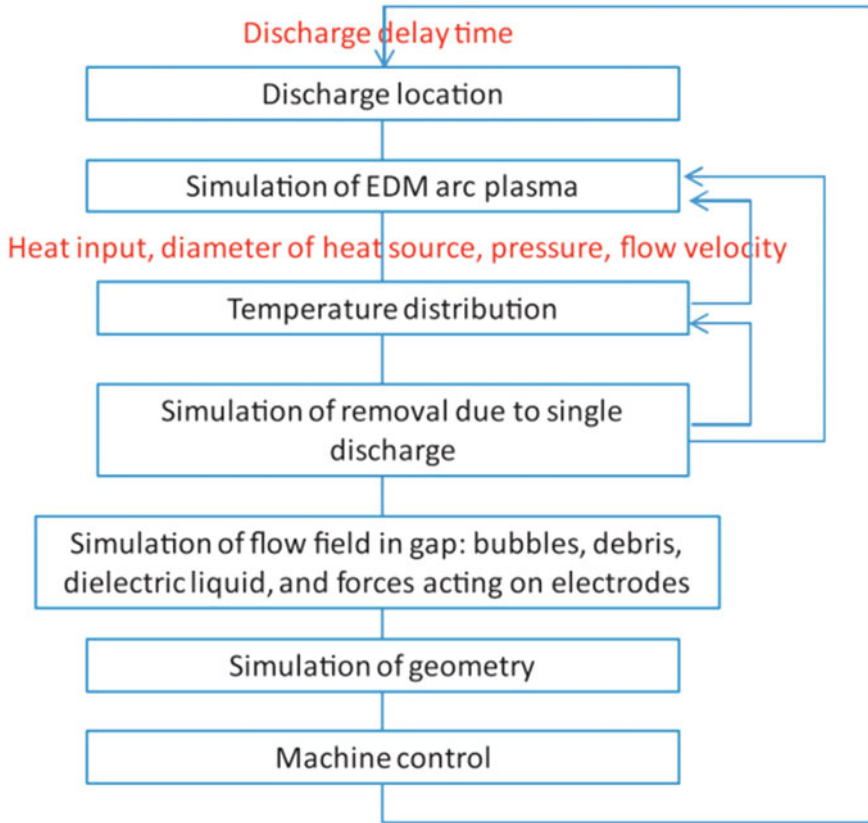 Discharge delay time
Discharge location
Simulation of EDM arc plasma
Heat input, diameter of heat source, pressure, flow velocity
Temperature distribution
Simulation of removal due to single
discharge
Simulation of flow field in gap: bubbles, debris,
dielectric liquid, and forces acting on electrodes
Simulation of geometry
Machine control